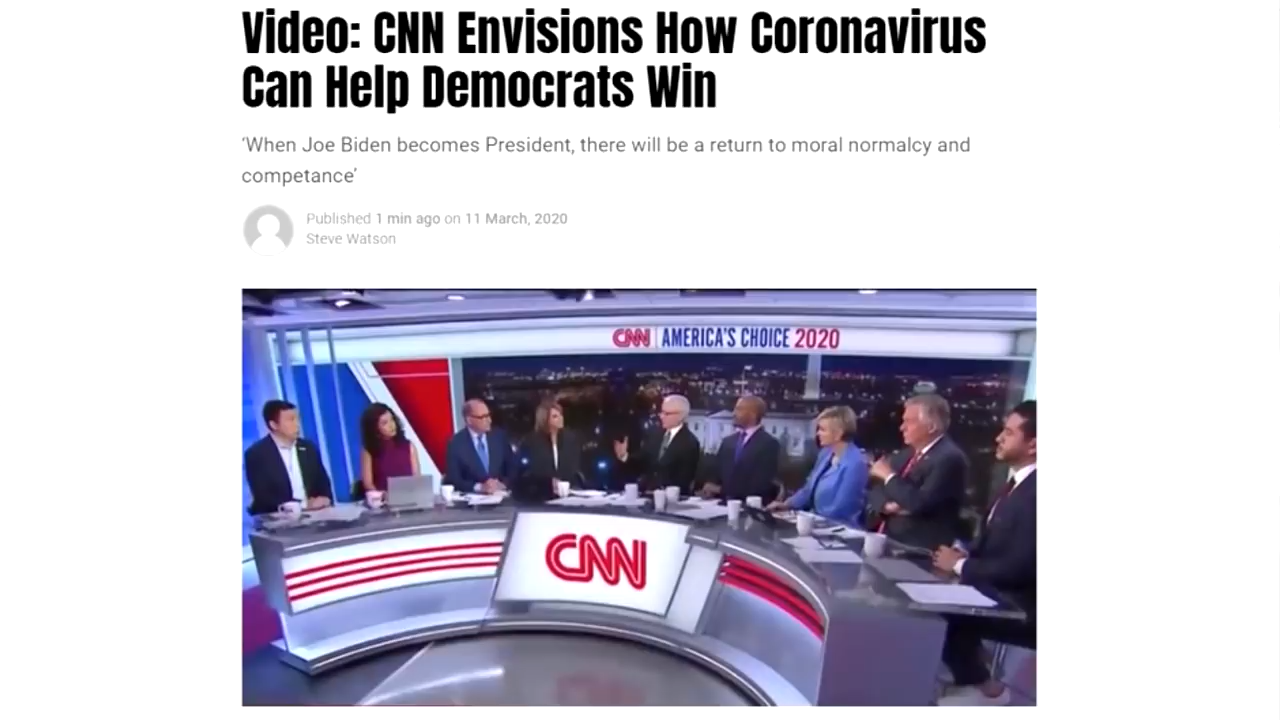 Video: CNN Envisions How Coronavirus
Can Help Democrats Win
‘When Joe Biden becomes President, there will be a return to moral normalcy and
competance’
Published 1 min ago on 11 March, 2020
Steve Watson
CNN AMERICA'S CHOICE 2020
CNN